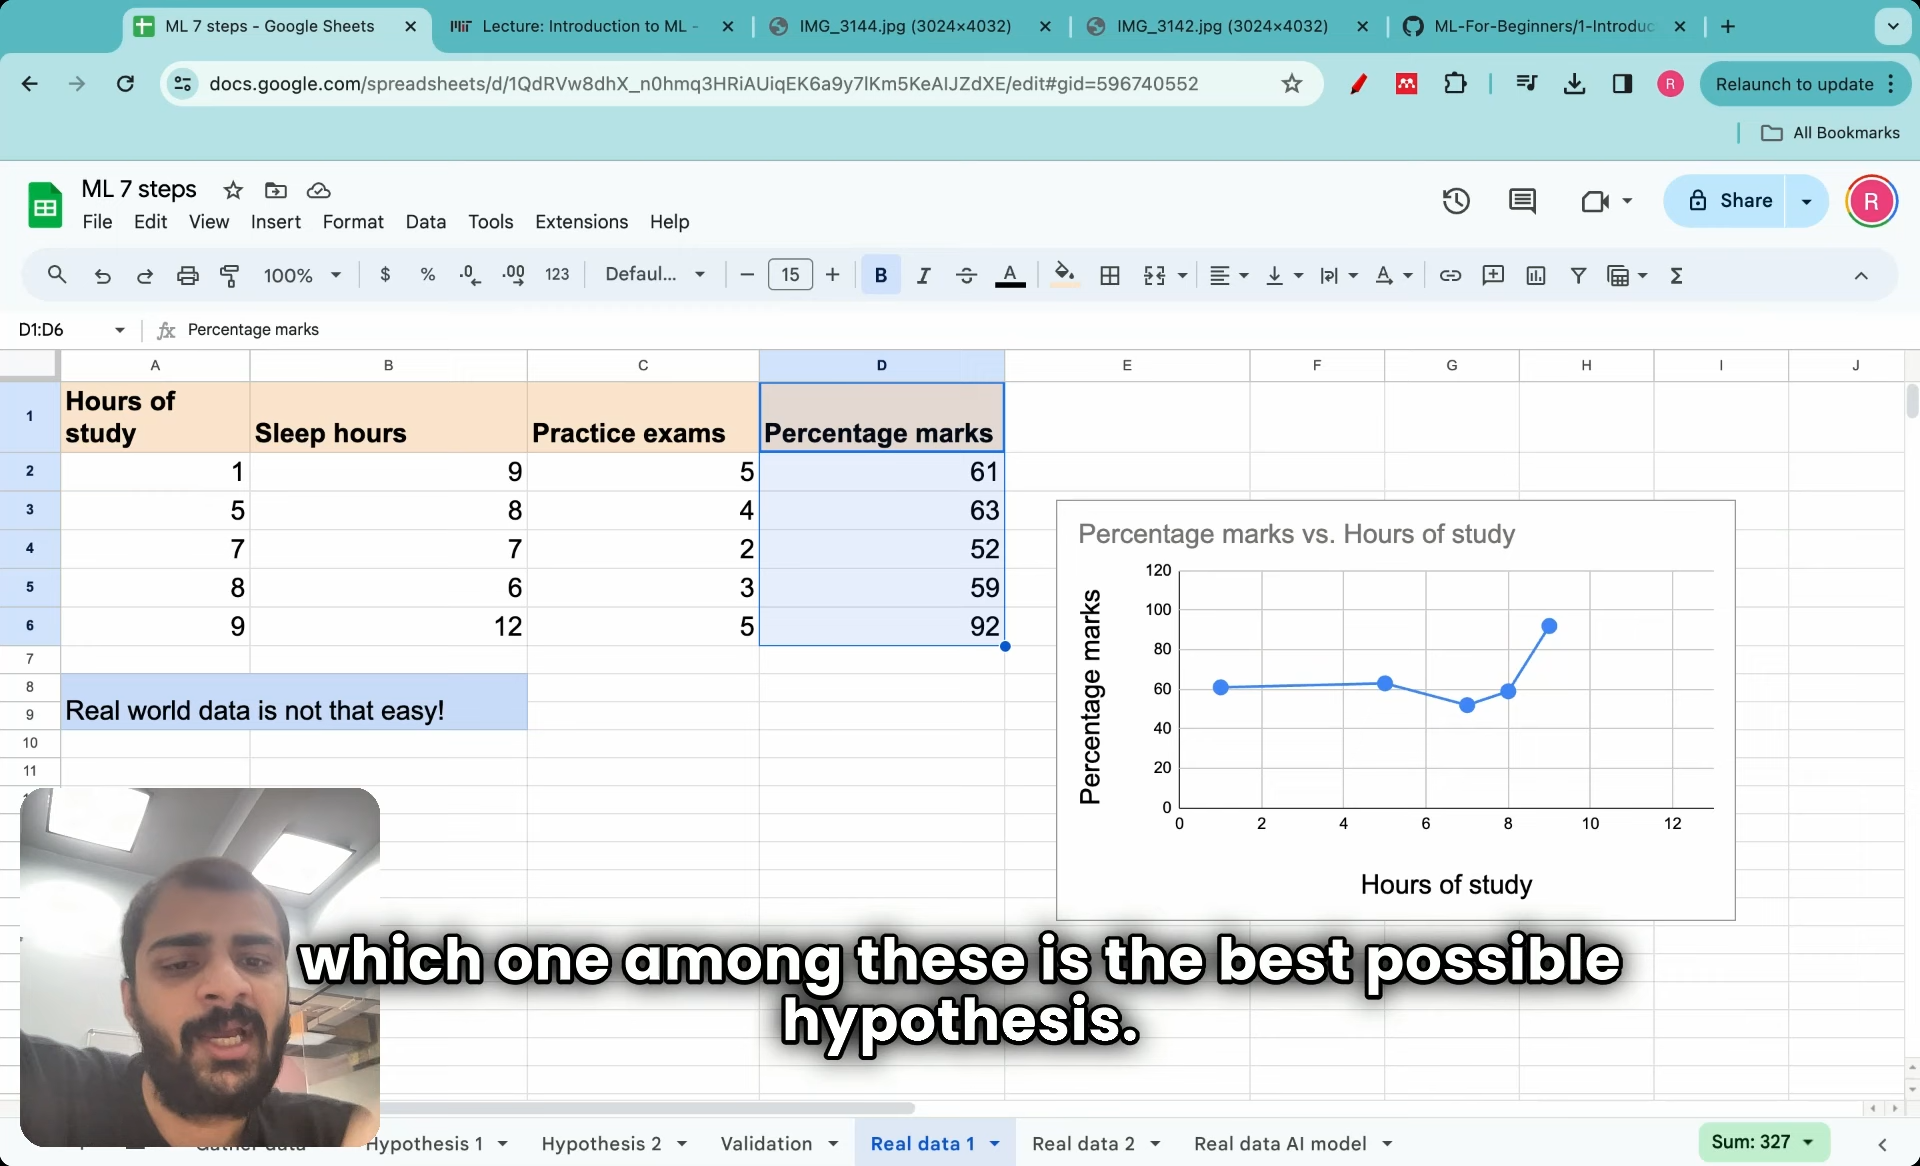 ML 7 steps - Google Sheets
Lecture: Introduction to ML -
IMG_3144.jpg (3024×4032)
IMG_3142.jpg (3024×4032)
ML-For-Beginners/1-Introduc
docs.google.com/spreadsheets/d/1QdRVw8dhX_n0hmq3HRiAUiqEK6a9y7lKm5KeAIJZdXE/edit#gid=596740552
R
Relaunch to update
All Bookmarks
ML 7 steps
File Edit View Insert Format Data Tools Extensions Help
Share
R
100% $ % .0 .00 123 Defaul... 15 B I A A Σ
D1:D6 fx Percentage marks
A B C D E F G H I J
1 Hours of study Sleep hours Practice exams Percentage marks
2 1 9 5 61
3 5 8 4 63
4 7 7 2 52
5 8 6 3 59
6 9 12 5 92
7
8
9 Real world data is not that easy!
10
11
Percentage marks vs. Hours of study
Percentage marks
120
100
80
60
40
20
0
0 2 4 6 8 10 12
Hours of study
which one among these is the best possible
hypothesis.
Hypothesis 1 Hypothesis 2 Validation Real data 1 Real data 2 Real data AI model Sum: 327